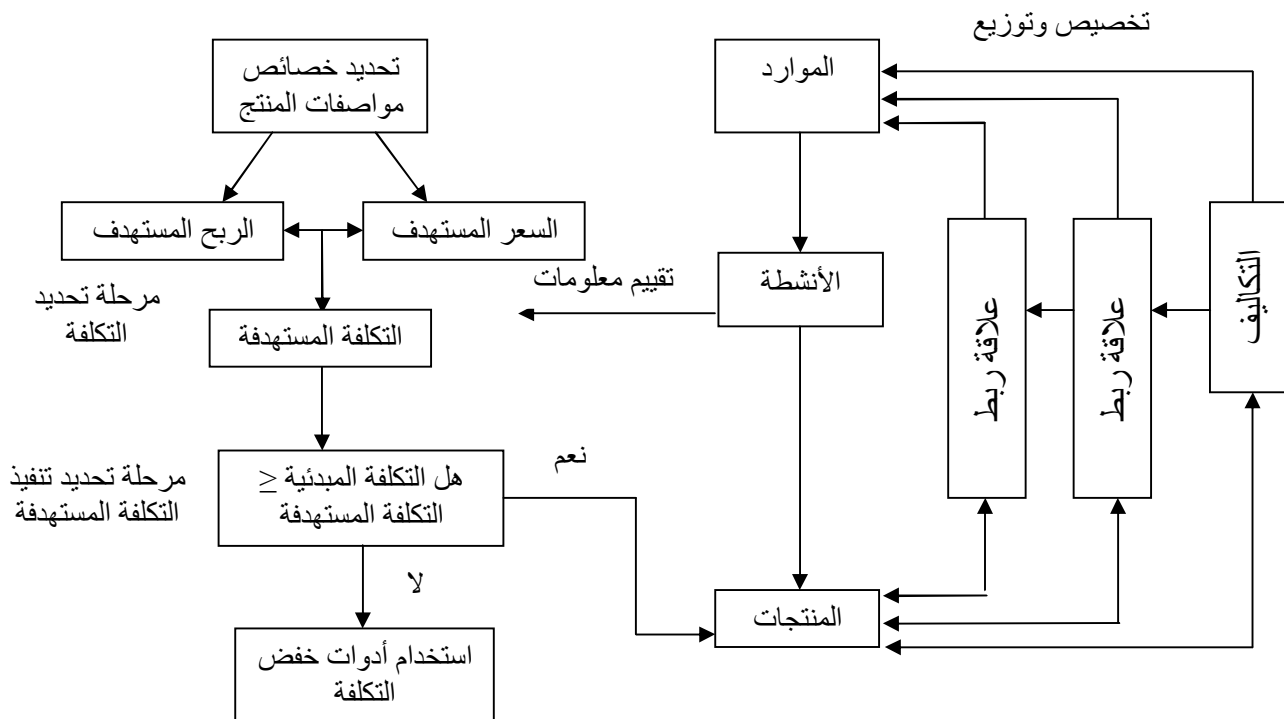 تخصيص وتوزيع
تحديد خصائص
مواصفات المنتج
الموارد
الربح المستهدف
السعر المستهدف
مرحلة تحديد
التكلفة
التكلفة المستهدفة
تقييم معلومات
الأنشطة
علاقة ربط
علاقة ربط
التكاليف
مرحلة تحديد تنفيذ
التكلفة المستهدفة
هل التكلفة المبدئية ≥
التكلفة المستهدفة
نعم
لا
المنتجات
استخدام أدوات خفض
التكلفة